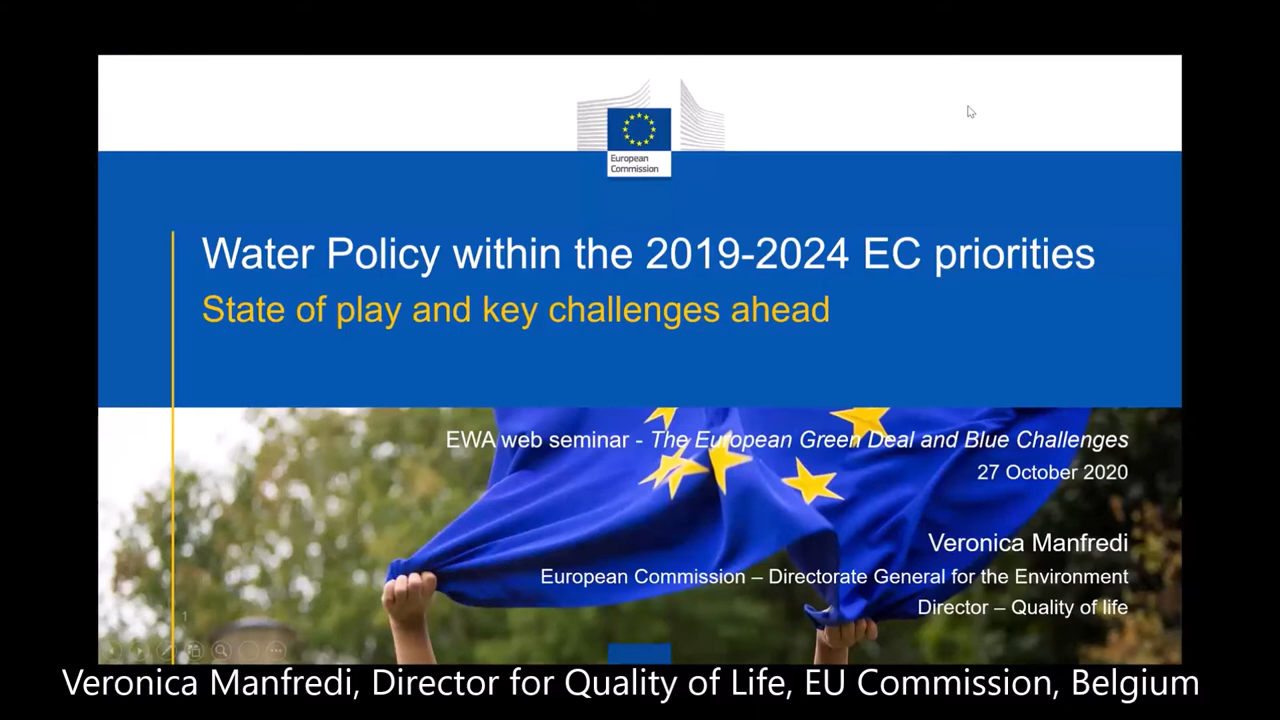 European
Commission
Water Policy within the 2019-2024 EC priorities
State of play and key challenges ahead
EWA web seminar - The European Green Deal and Blue Challenges
27 October 2020
Veronica Manfredi
European Commission – Directorate General for the Environment
Director – Quality of life
1
Veronica Manfredi, Director for Quality of Life, EU Commission, Belgium